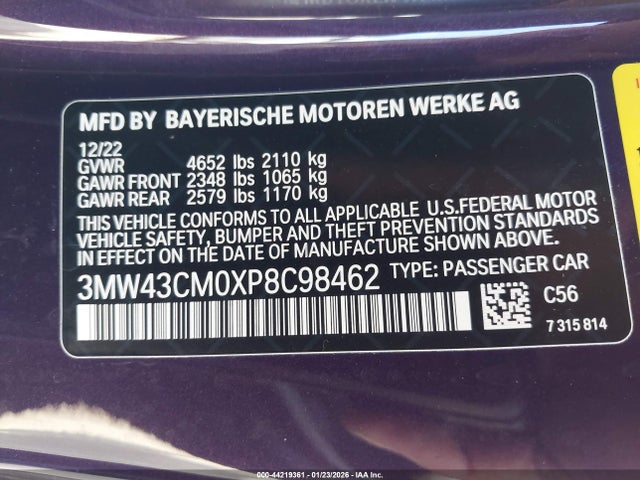 MFD BY BAYERISCHE MOTOREN WERKE AG
12/22
GVWR 4652 lbs 2110 kg
GAWR FRONT 2348 lbs 1065 kg
GAWR REAR 2579 lbs 1170 kg
THIS VEHICLE CONFORMS TO ALL APPLICABLE U.S.FEDERAL MOTOR
VEHICLE SAFETY, BUMPER AND THEFT PREVENTION STANDARDS
IN EFFECT ON THE DATE OF MANUFACTURE SHOWN ABOVE.
3MW43CM0XP8C98462 TYPE: PASSENGER CAR
C56
7 315 814
000-44219361 - 01/23/2026 - IAA Inc.